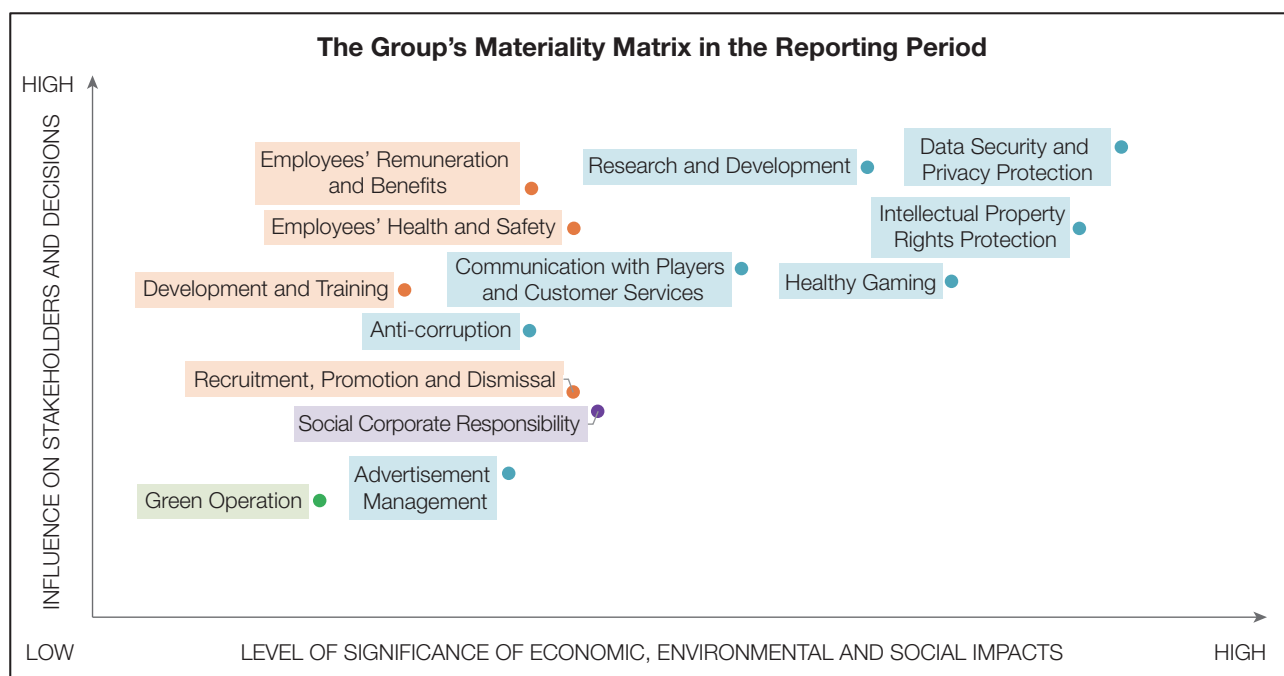 The Group's Materiality Matrix in the Reporting Period
HIGH
INFLUENCE ON STAKEHOLDERS AND DECISIONS
Employees' Remuneration
and Benefits
Research and Development
Data Security and
Privacy Protection
Employees' Health and Safety
Intellectual Property
Rights Protection
Development and Training
Communication with Players
and Customer Services
Healthy Gaming
Anti-corruption
Recruitment, Promotion and Dismissal
Social Corporate Responsibility
Green Operation
Advertisement
Management
LOW
LEVEL OF SIGNIFICANCE OF ECONOMIC, ENVIRONMENTAL AND SOCIAL IMPACTS
HIGH